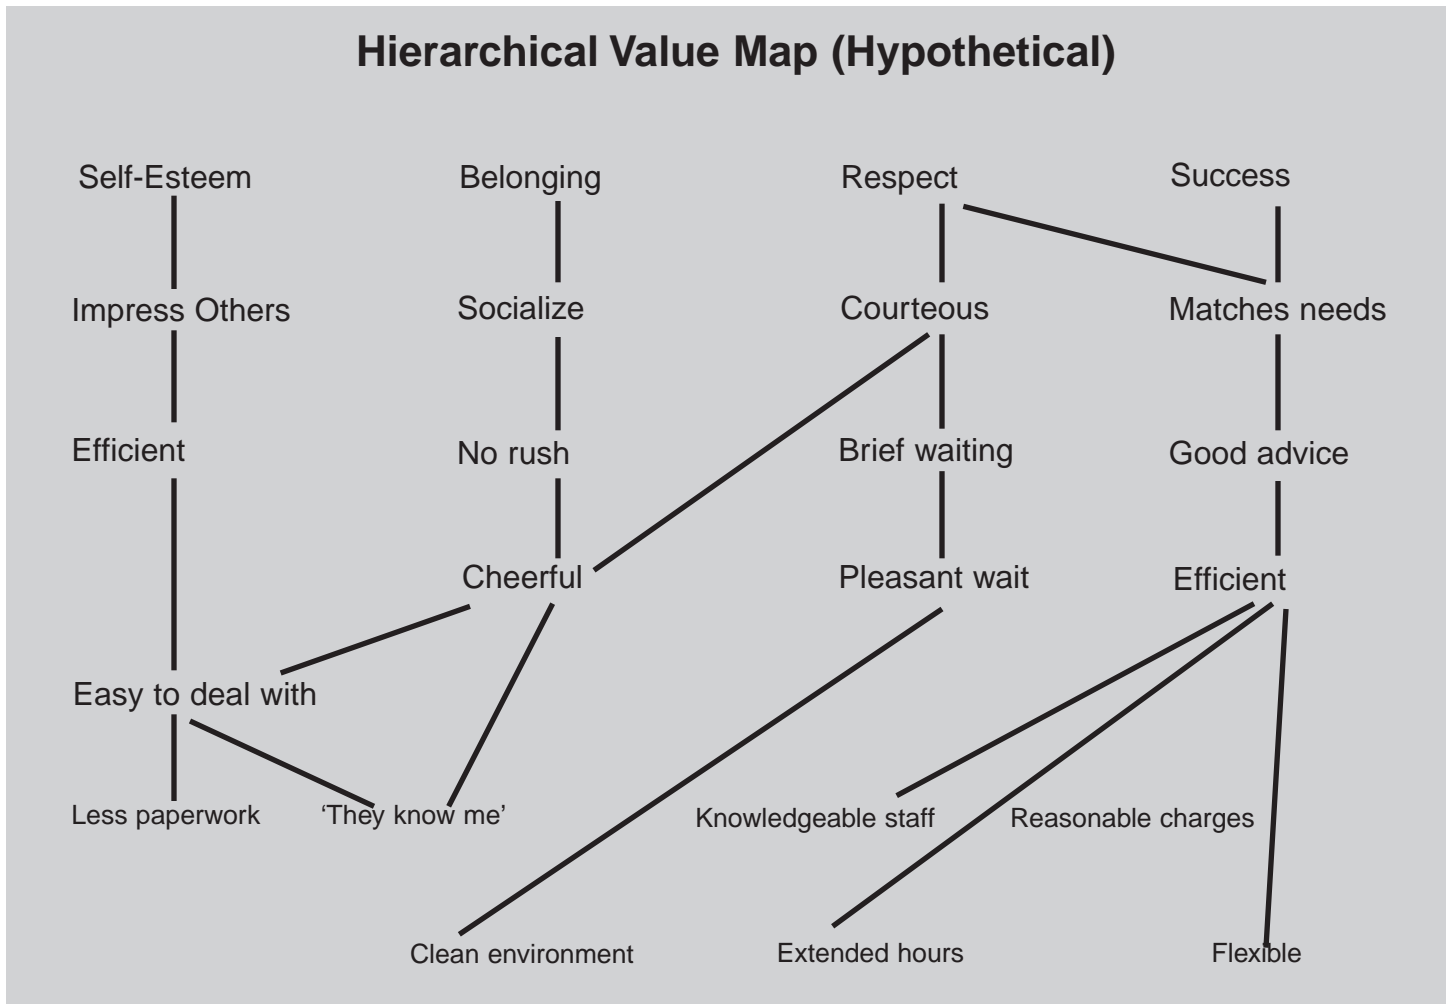 Hierarchical Value Map (Hypothetical)
Self-Esteem
Belonging
Respect
Success
Impress Others
Socialize
Courteous
Matches needs
Efficient
No rush
Brief waiting
Good advice
Cheerful
Pleasant wait
Efficient
Easy to deal with
Less paperwork
‘They know me’
Knowledgeable staff
Reasonable charges
Clean environment
Extended hours
Flexible